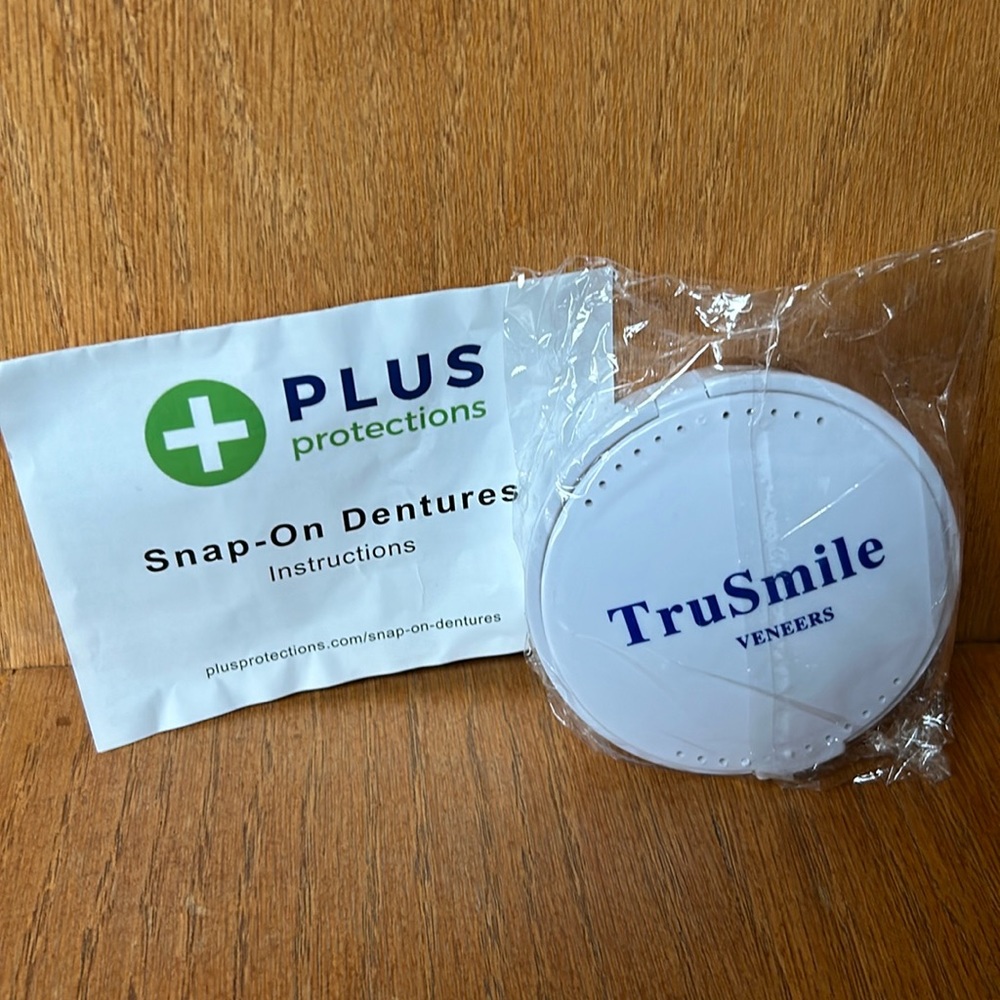 PLUS
protections
Snap-On Dentures
Instructions
plusprotections.com/snap-on-dentures
TruSmile
VENEERS